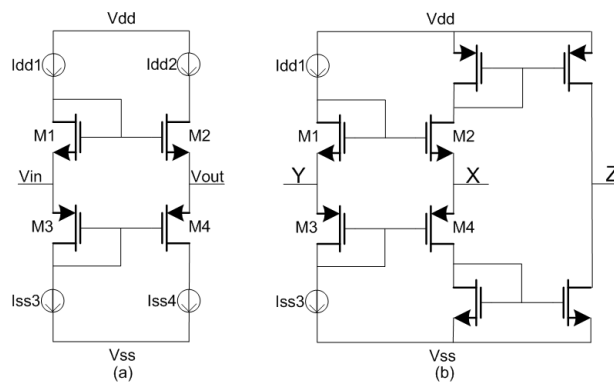 Vdd
Idd1
Idd2
M1
M2
Vin
Vout
M3
M4
Iss3
Iss4
Vss
(a)
Vdd
Idd1
M1
M2
Y
X
Z
M3
M4
Iss3
Vss
(b)